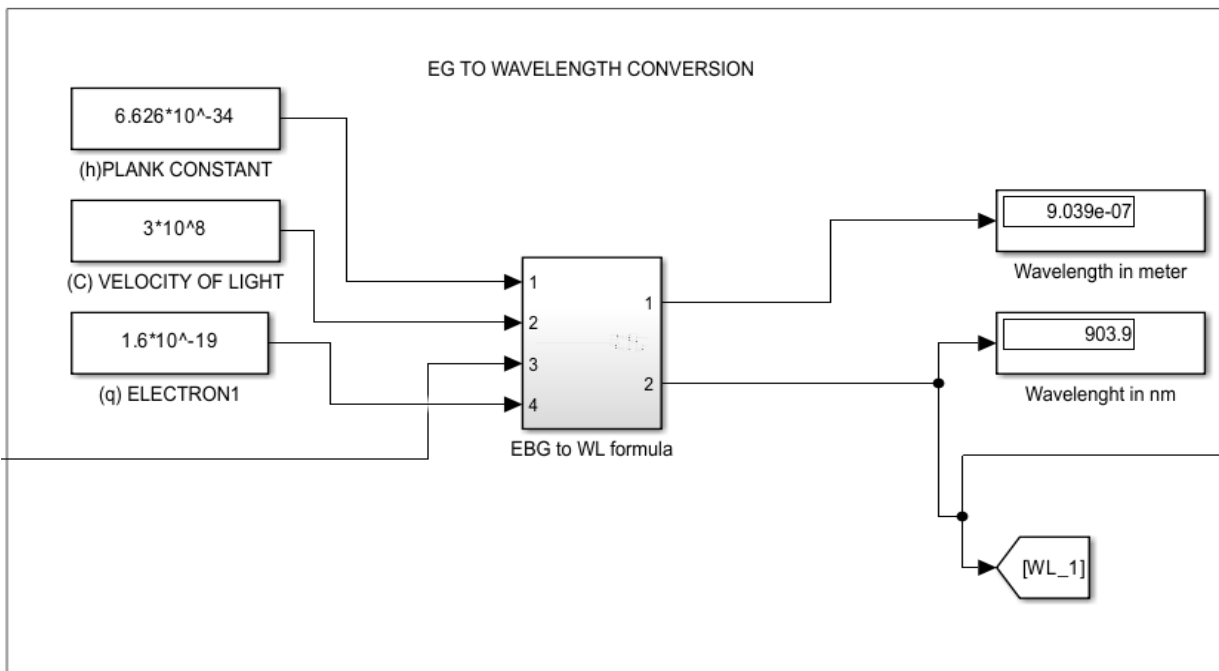 EG TO WAVELENGTH CONVERSION
6.626*10^-34
(h)PLANK CONSTANT
3*10^8
(C) VELOCITY OF LIGHT
1.6*10^-19
(q) ELECTRON1
1
2
3
4
1
2
EBG to WL formula
9.039e-07
Wavelength in meter
903.9
Wavelenght in nm
[WL_1]